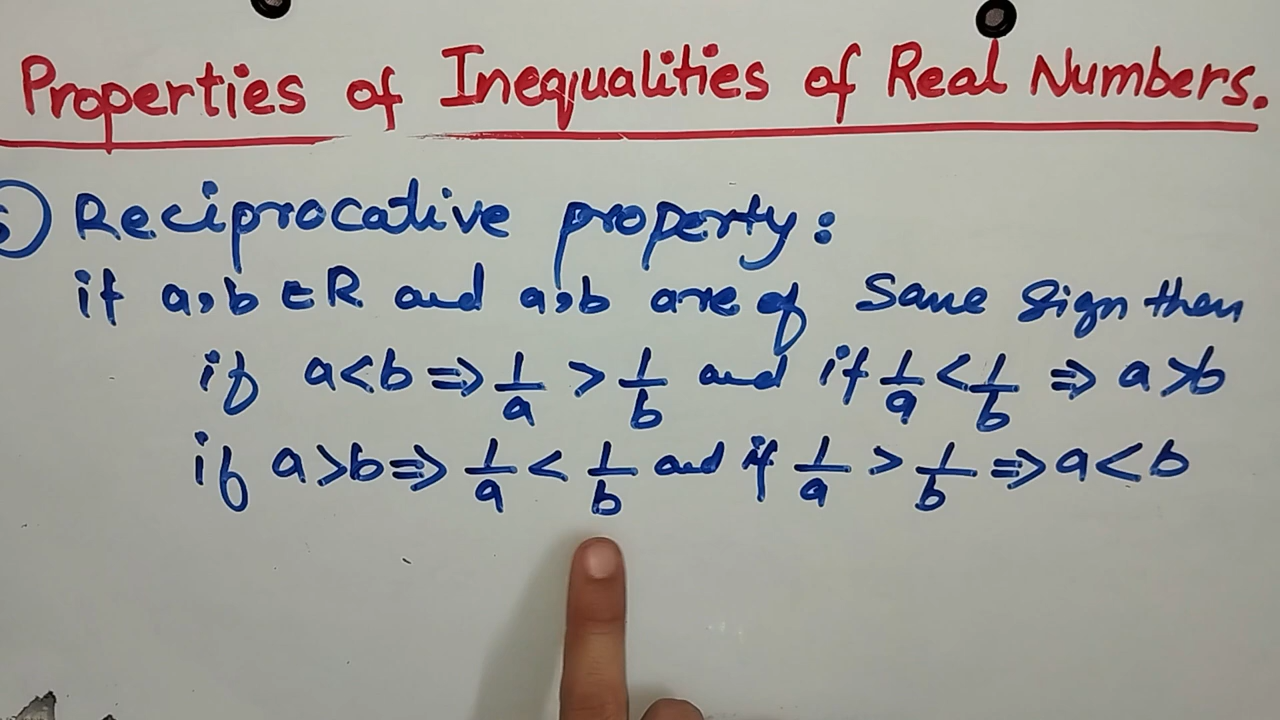 Properties of Inequalities of Real Numbers.
Reciprocative property:
if a,b ∈ R and a,b are of Same Sign then
if a<b ⇒ 1/a > 1/b and if 1/a < 1/b ⇒ a>b
if a>b ⇒ 1/a < 1/b and if 1/a > 1/b ⇒ a<b